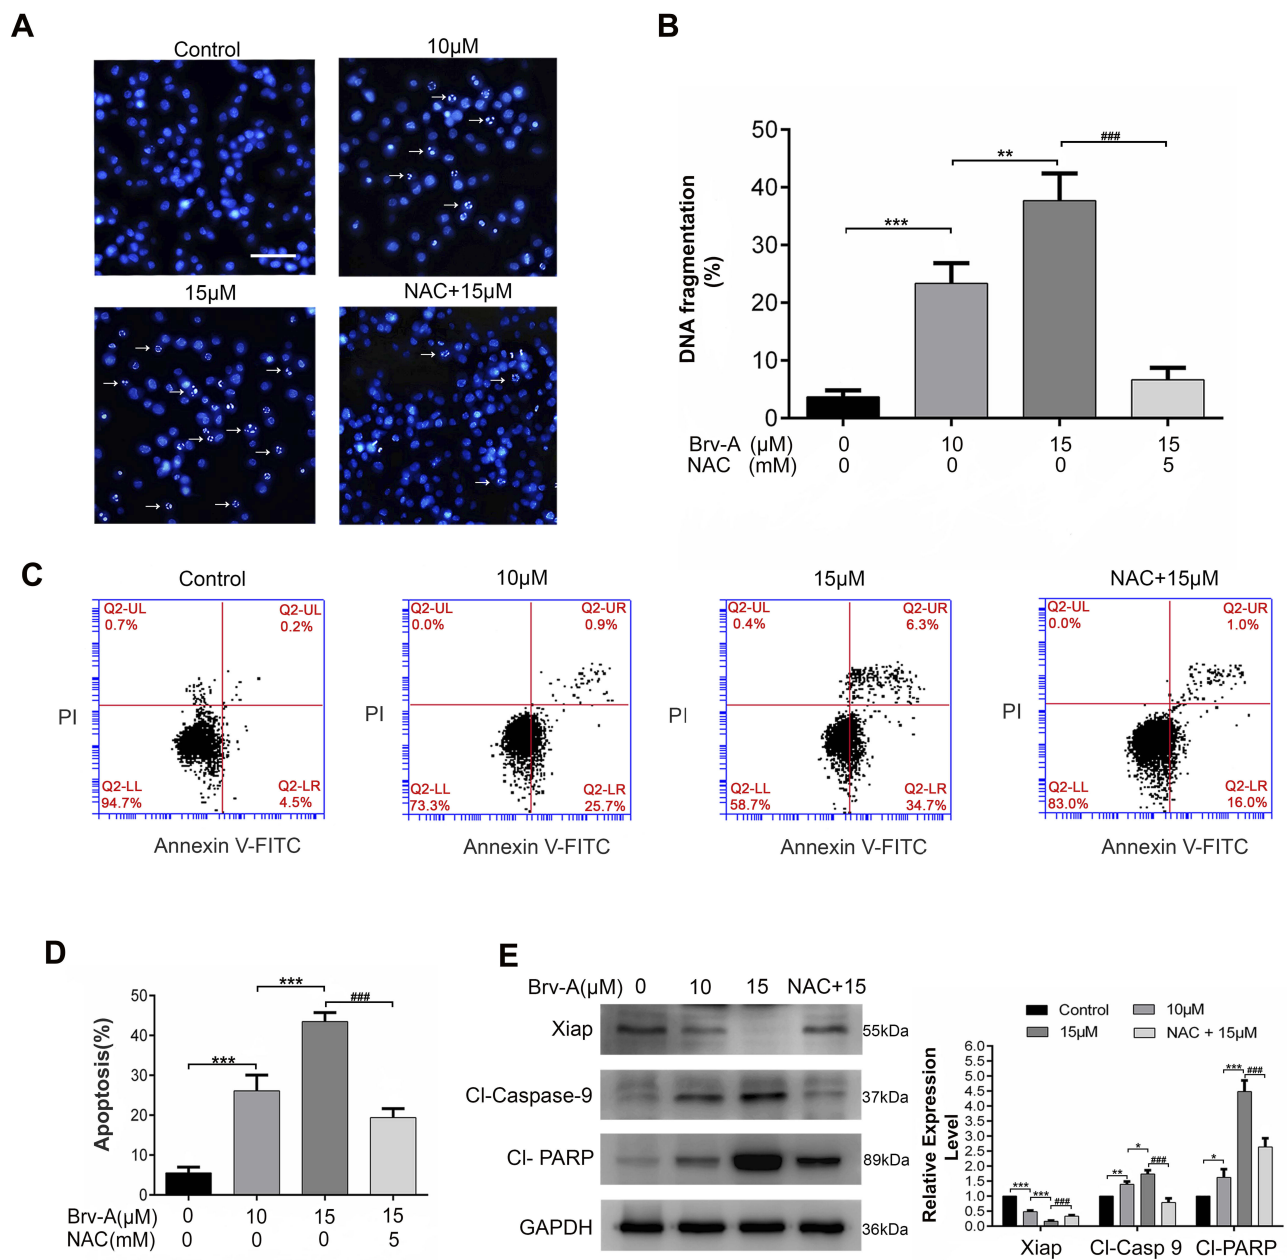 A
Control
10µM
15µM
NAC+15µM
B
DNA fragmentation
(%)
50
40
30
20
10
0
***
**
###
Brv-A (µM) 0 10 15 15
NAC (mM) 0 0 0 5
C
Control
10µM
15µM
NAC+15µM
Q2-UL
0.7%
Q2-UL
0.2%
Q2-LL
94.7%
Q2-LR
4.5%
PI
Annexin V-FITC
Q2-UL
0.0%
Q2-UR
0.9%
Q2-LL
73.3%
Q2-LR
25.7%
PI
Annexin V-FITC
Q2-UL
0.4%
Q2-UR
6.3%
Q2-LL
58.7%
Q2-LR
34.7%
PI
Annexin V-FITC
Q2-UL
0.0%
Q2-UR
1.0%
Q2-LL
83.0%
Q2-LR
16.0%
PI
Annexin V-FITC
D
Apoptosis(%)
50
40
30
20
10
0
***
***
###
Brv-A(µM) 0 10 15 15
NAC(mM) 0 0 0 5
E
Brv-A(µM) 0 10 15 NAC+15
Xiap 55kDa
Cl-Caspase-9 37kDa
Cl- PARP 89kDa
GAPDH 36kDa
Control 10µM
15µM NAC + 15µM
Relative Expression
Level
6.0
5.5
5.0
4.5
4.0
3.5
3.0
2.5
2.0
1.5
1.0
0.5
0.0
*** *** ###
** * ###
* *** ###
Xiap Cl-Casp 9 Cl-PARP